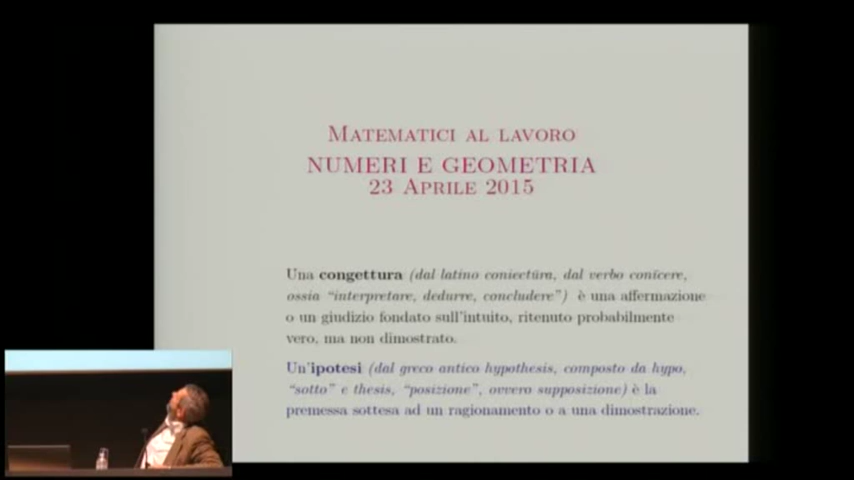 MATEMATICI AL LAVORO
NUMERI E GEOMETRIA
23 APRILE 2015
Una congettura (dal latino coniectūra, dal verbo conīcere,
ossia “interpretare, dedurre, concludere”) è una affermazione
o un giudizio fondato sull'intuito, ritenuto probabilmente
vero, ma non dimostrato.
Un'ipotesi (dal greco antico hypothesis, composto da hypo,
“sotto” e thesis, “posizione”, ovvero supposizione) è la
premessa sottesa ad un ragionamento o a una dimostrazione.